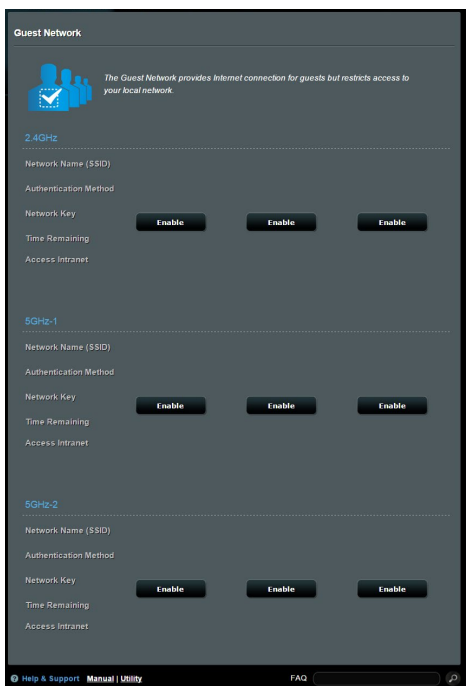 Guest Network
The Guest Network provides Internet connection for guests but restricts access to
your local network.
2.4GHz
Network Name (SSID)
Authentication Method
Network Key
Enable Enable Enable
Time Remaining
Access Intranet
5GHz-1
Network Name (SSID)
Authentication Method
Network Key
Enable Enable Enable
Time Remaining
Access Intranet
5GHz-2
Network Name (SSID)
Authentication Method
Network Key
Enable Enable Enable
Time Remaining
Access Intranet
? Help & Support Manual | Utility FAQ